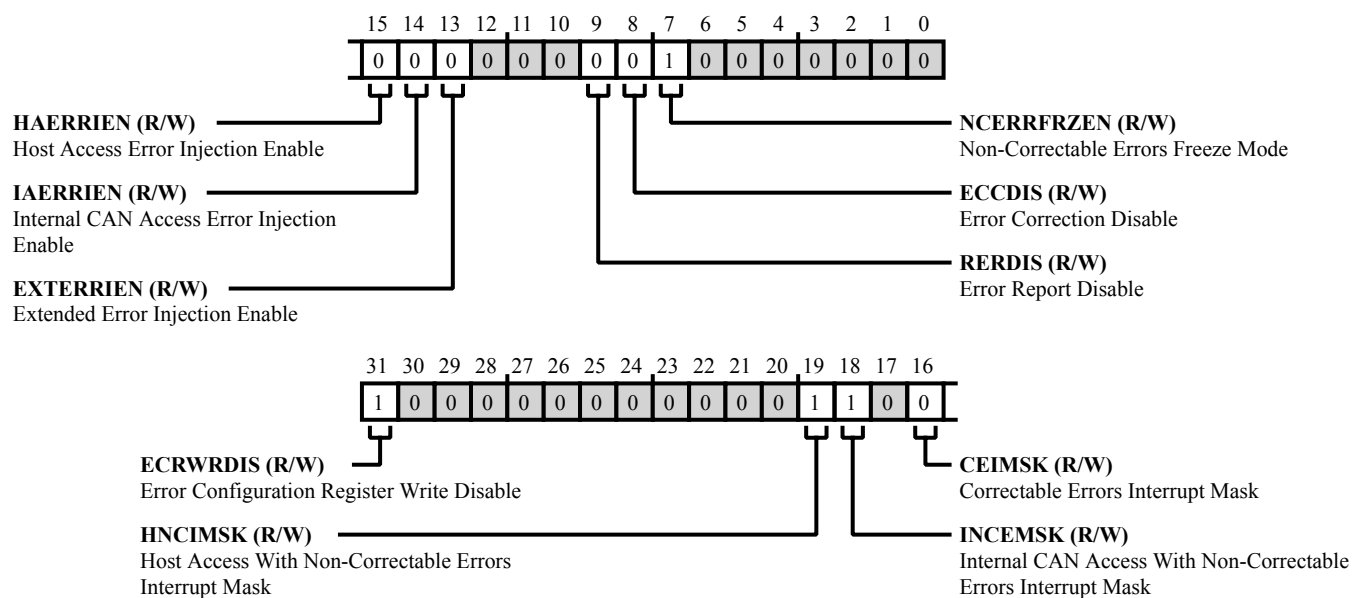 15 14 13 12 11 10 9 8 7 6 5 4 3 2 1 0
0 0 0 0 0 0 0 0 1 0 0 0 0 0 0 0
HAERRIEN (R/W)
Host Access Error Injection Enable
IAERRIEN (R/W)
Internal CAN Access Error Injection
Enable
EXTERRIEN (R/W)
Extended Error Injection Enable
NCERRFRZEN (R/W)
Non-Correctable Errors Freeze Mode
ECCDIS (R/W)
Error Correction Disable
RERDIS (R/W)
Error Report Disable
31 30 29 28 27 26 25 24 23 22 21 20 19 18 17 16
1 0 0 0 0 0 0 0 0 0 0 0 1 1 0 0
ECRWRDIS (R/W)
Error Configuration Register Write Disable
HNCIMSK (R/W)
Host Access With Non-Correctable Errors
Interrupt Mask
CEIMSK (R/W)
Correctable Errors Interrupt Mask
INCEMSK (R/W)
Internal CAN Access With Non-Correctable
Errors Interrupt Mask